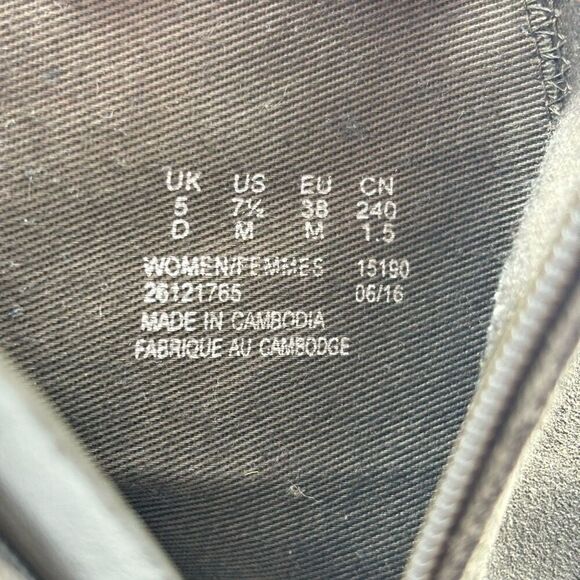 UK US EU CN
5 7½ 38 240
D M M 1.5
WOMEN/FEMMES 15190
26121765 06/16
MADE IN CAMBODIA
FABRIQUE AU CAMBODGE